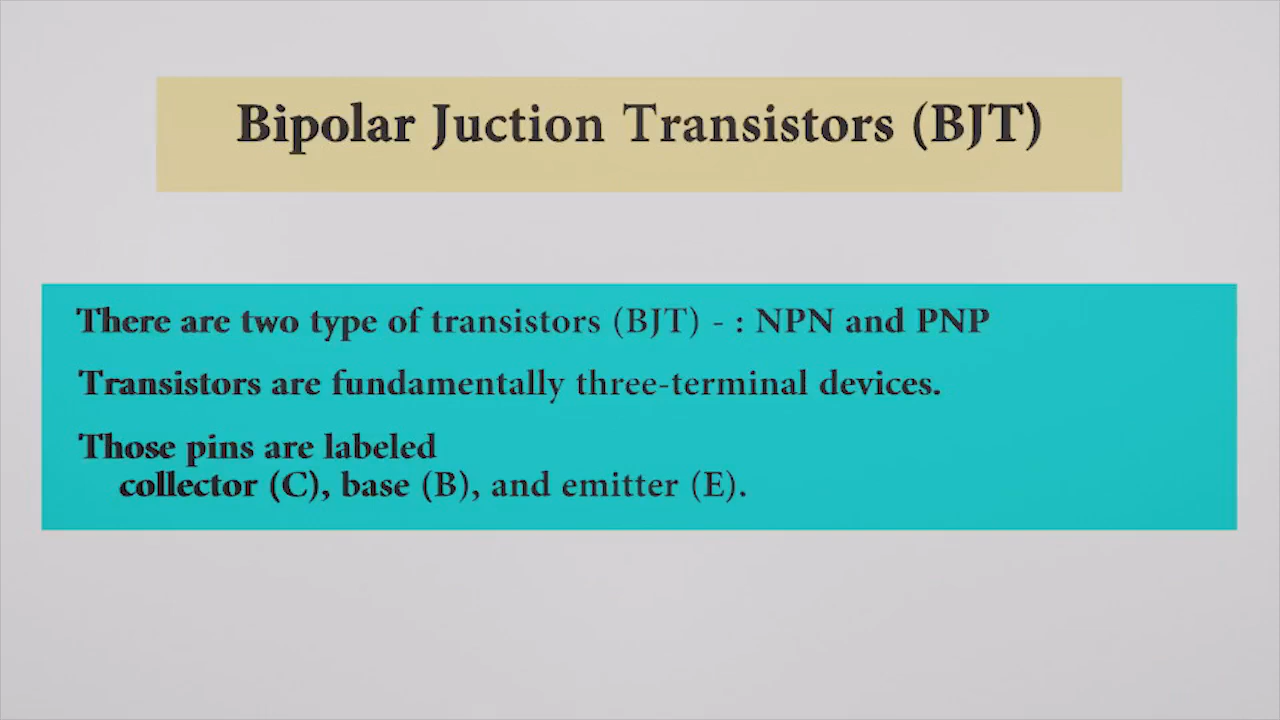 Bipolar Juction Transistors (BJT)
There are two type of transistors (BJT) - : NPN and PNP
Transistors are fundamentally three-terminal devices.
Those pins are labeled
collector (C), base (B), and emitter (E).